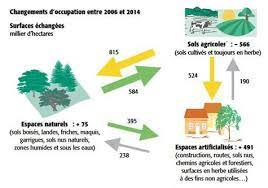 Changements d'occupation entre 2006 et 2014
Surfaces échangées
millier d'hectares
815
584
Sols agricoles : – 566
(sols cultivés et toujours en herbe)
524
190
Espaces naturels : + 75
(sols boisés, landes, friches, maquis,
garrigues, sols nus naturels,
zones humides et sous les eaux)
395
238
Espaces artificialisés : + 491
(constructions, routes, sols nus,
chemins agricoles et forestiers,
surfaces en herbe utilisées
à des fins non agricoles...)